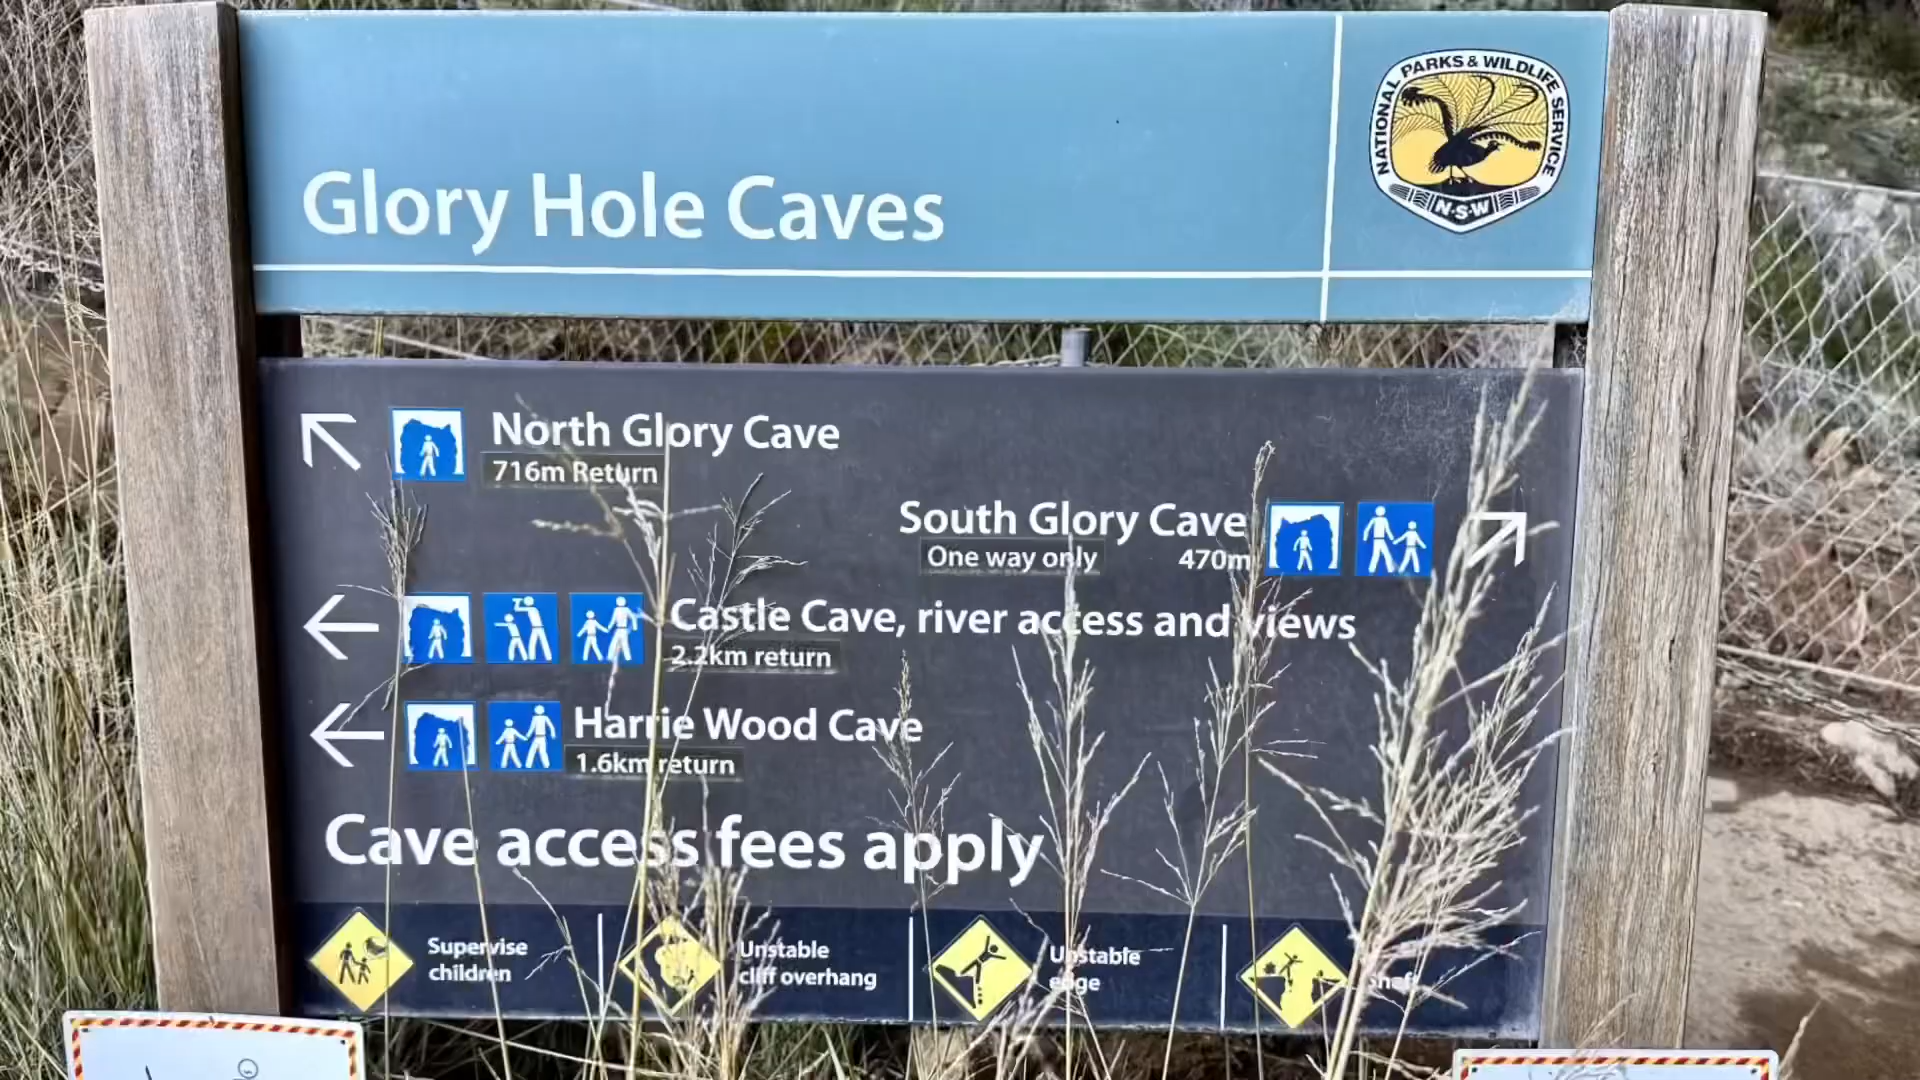 Glory Hole Caves
NATIONAL PARKS & WILDLIFE SERVICE
N·S·W
North Glory Cave
716m Return
South Glory Cave
One way only 470m
Castle Cave, river access and views
2.2km return
Harrie Wood Cave
1.6km return
Cave access fees apply
Supervise
children
Unstable
cliff overhang
Unstable
edge